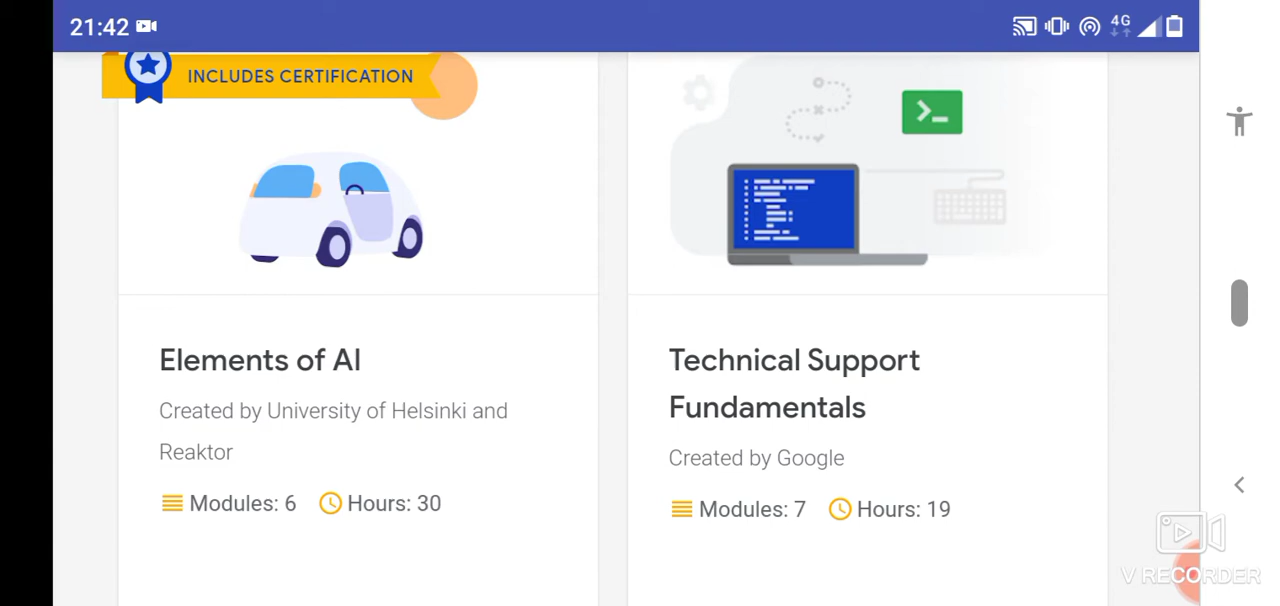 21:42
4G
INCLUDES CERTIFICATION
Elements of AI
Created by University of Helsinki and
Reaktor
Modules: 6 Hours: 30
Technical Support
Fundamentals
Created by Google
Modules: 7 Hours: 19
V RECORDER